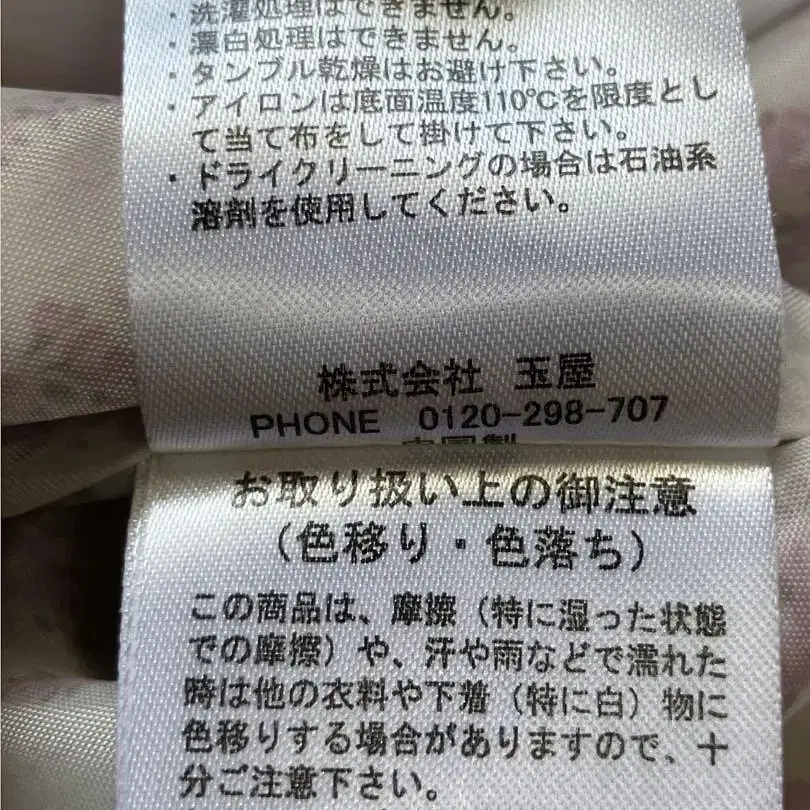 ・洗濯処理はできません。
・漂白処理はできません。
・タンブル乾燥はお避け下さい。
・アイロンは底面温度110℃を限度とし
て当て布をして掛けて下さい。
・ドライクリーニングの場合は石油系
溶剤を使用してください。
株式会社 玉屋
PHONE 0120-298-707
中国製
お取り扱い上の御注意
(色移り・色落ち)
この商品は、摩擦(特に湿った状態
での摩擦)や、汗や雨などで濡れた
時は他の衣料や下着(特に白)物に
色移りする場合がありますので、十
分ご注意下さい。